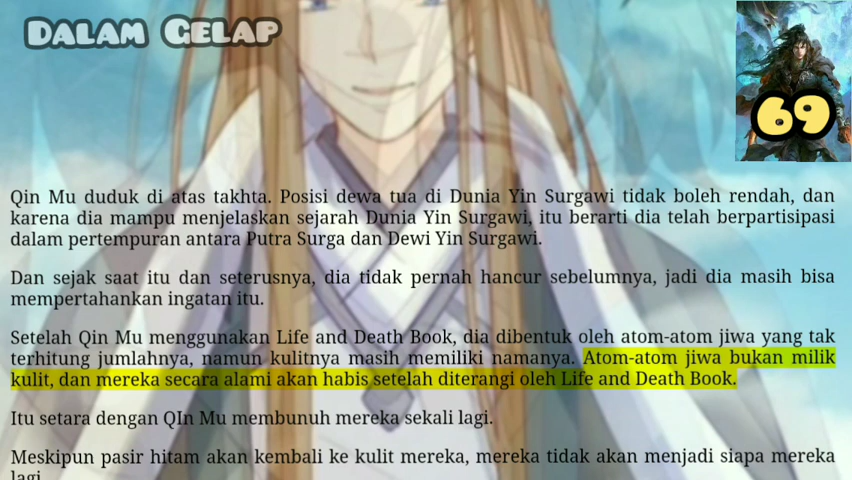 Dalam Gelap
69
Qin Mu duduk di atas takhta. Posisi dewa tua di Dunia Yin Surgawi tidak boleh rendah, dan
karena dia mampu menjelaskan sejarah Dunia Yin Surgawi, itu berarti dia telah berpartisipasi
dalam pertempuran antara Putra Surga dan Dewi Yin Surgawi.
Dan sejak saat itu dan seterusnya, dia tidak pernah hancur sebelumnya, jadi dia masih bisa
mempertahankan ingatan itu.
Setelah Qin Mu menggunakan Life and Death Book, dia dibentuk oleh atom-atom jiwa yang tak
terhitung jumlahnya, namun kulitnya masih memiliki namanya. Atom-atom jiwa bukan milik
kulit, dan mereka secara alami akan habis setelah diterangi oleh Life and Death Book.
Itu setara dengan QIn Mu membunuh mereka sekali lagi.
Meskipun pasir hitam akan kembali ke kulit mereka, mereka tidak akan menjadi siapa mereka
lagi